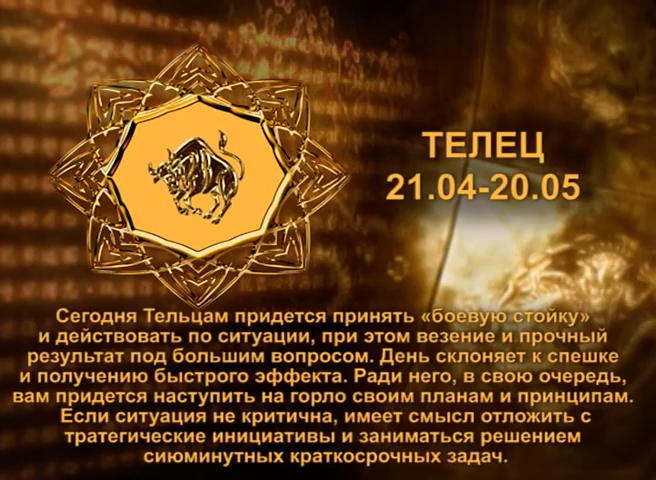 ТЕЛЕЦ
21.04-20.05
Сегодня Тельцам придется принять «боевую стойку»
и действовать по ситуации, при этом везение и прочный
результат под большим вопросом. День склоняет к спешке
и получению быстрого эффекта. Ради него, в свою очередь,
вам придется наступить на горло своим планам и принципам.
Если ситуация не критична, имеет смысл отложить с
тратегические инициативы и заниматься решением
сиюминутных краткосрочных задач.